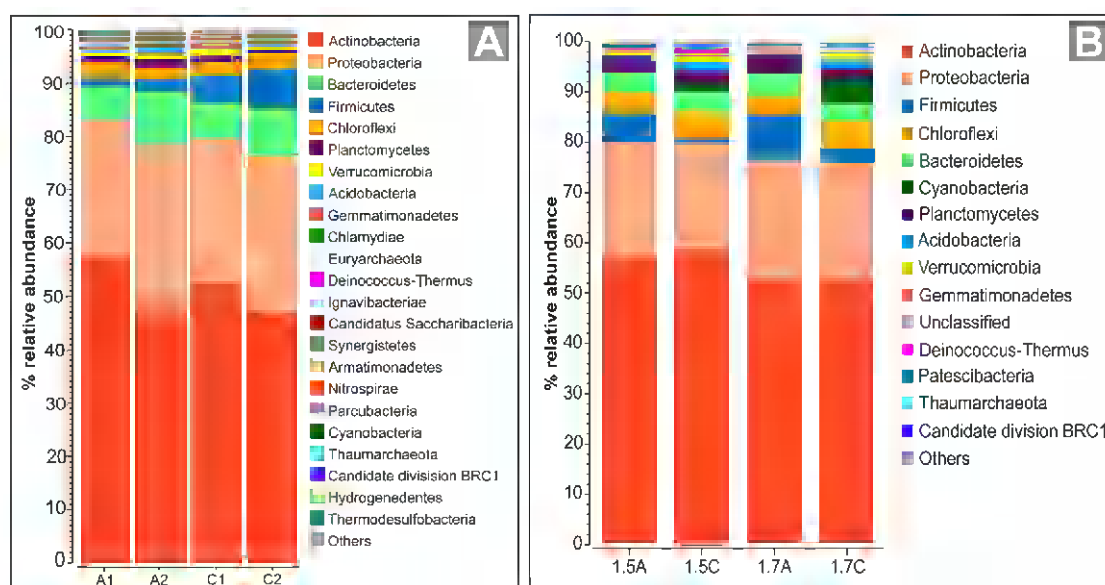 A
% relative abundance
100
90
80
70
60
50
40
30
20
10
0
A1 A2 C1 C2
Actinobacteria
Proteobacteria
Bacteroidetes
Firmicutes
Chloroflexi
Planctomycetes
Verrucomicrobia
Acidobacteria
Gemmatimonadetes
Chlamydiae
Euryarchaeota
Deinococcus-Thermus
Ignavibacteriae
Candidatus Saccharibacteria
Synergistetes
Armatimonadetes
Nitrospirae
Parcubacteria
Cyanobacteria
Thaumarchaeota
Candidate divisision BRC1
Hydrogenedentes
Thermodesulfobacteria
Others
B
% relative abundance
100
90
80
70
60
50
40
30
20
10
0
1.5A 1.5C 1.7A 1.7C
Actinobacteria
Proteobacteria
Firmicutes
Chloroflexi
Bacteroidetes
Cyanobacteria
Planctomycetes
Acidobacteria
Verrucomicrobia
Gemmatimonadetes
Unclassified
Deinococcus-Thermus
Patescibacteria
Thaumarchaeota
Candidate division BRC1
Others